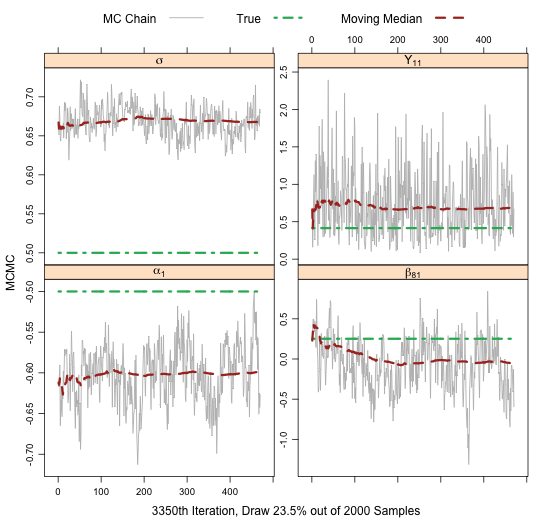 MC Chain True Moving Median
0 100 200 300 400
σ Υ11
0.50 0.55 0.60 0.65 0.70
0.0 0.5 1.0 1.5 2.0 2.5
MCMC
α1 β81
-0.70 -0.65 -0.60 -0.55 -0.50
-1.0 -0.5 0.0 0.5
0 100 200 300 400
3350th Iteration, Draw 23.5% out of 2000 Samples